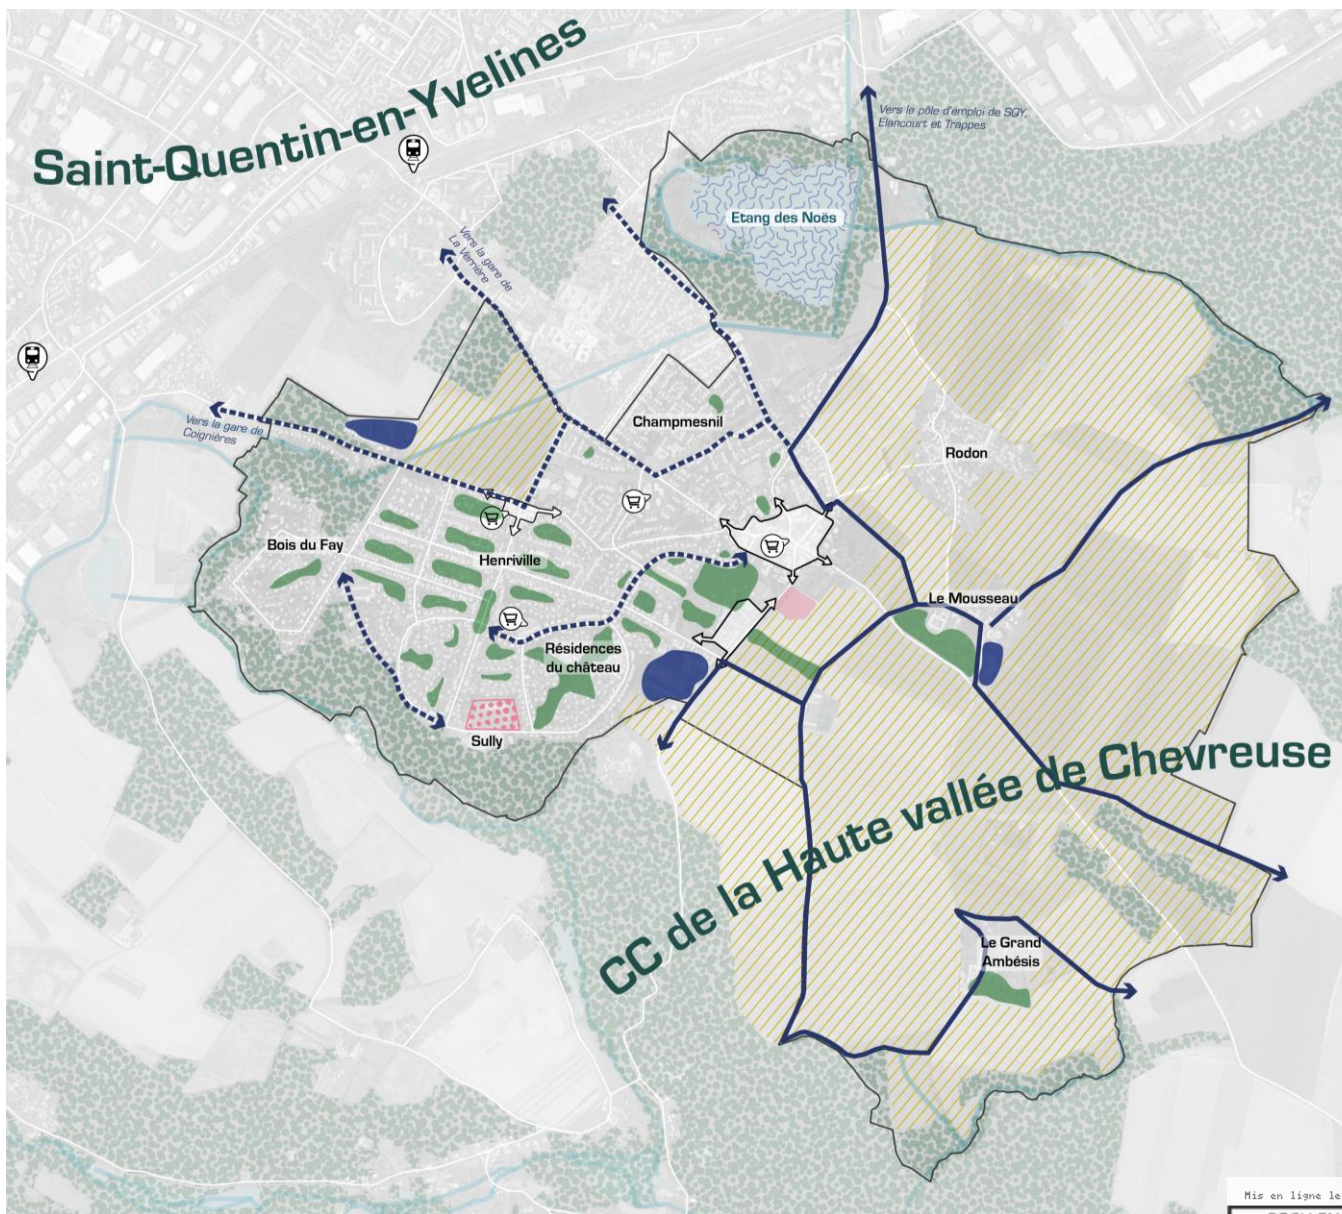 Saint-Quentin-en-Yvelines
Vers le pôle d'emploi de SQY,
Elancourt et Trappes
Etang des Noës
Vers la gare de
La Verrière
Vers la gare de
Coignières
Champmesnil
Rodon
Bois du Fay
Henriville
Le Mousseau
Résidences
du château
Sully
CC de la Haute vallée de Chevreuse
Le Grand
Ambésis
Mis en ligne le